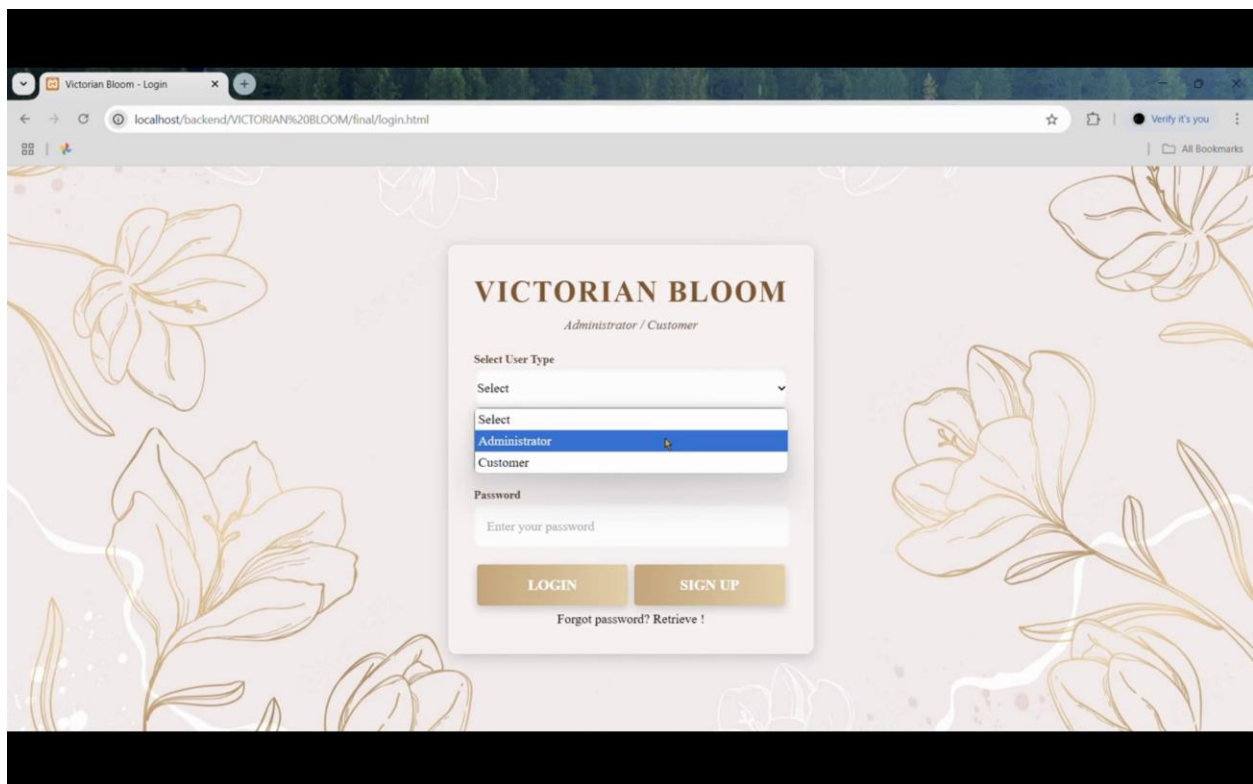 Victorian Bloom - Login
localhost/backend/VICTORIAN%20BLOOM/final/login.html
Verify it's you
All Bookmarks
VICTORIAN BLOOM
Administrator / Customer
Select User Type
Select
Select
Administrator
Customer
Password
Enter your password
LOGIN SIGN UP
Forgot password? Retrieve !